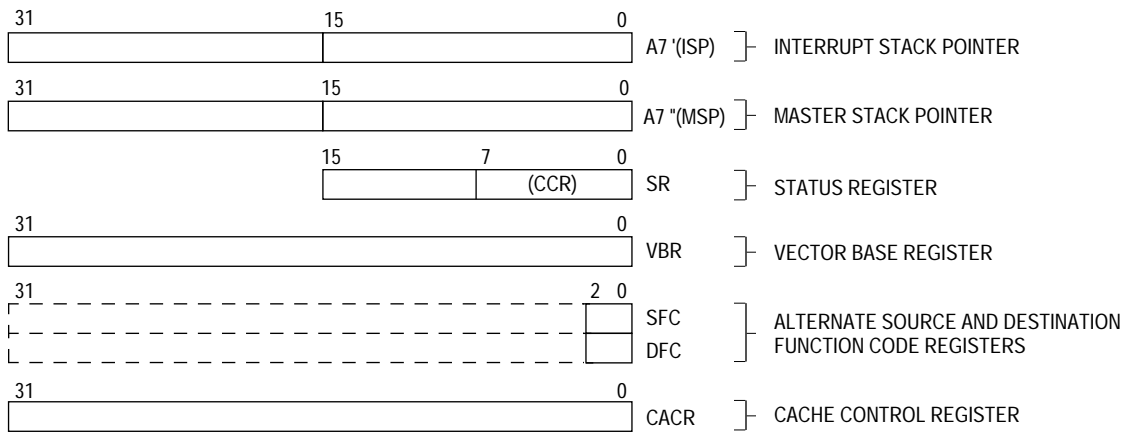 31 15 0
A7 '(ISP) INTERRUPT STACK POINTER
31 15 0
A7 "(MSP) MASTER STACK POINTER
15 7 0
(CCR) SR STATUS REGISTER
31 0
VBR VECTOR BASE REGISTER
31 2 0
SFC ALTERNATE SOURCE AND DESTINATION
DFC FUNCTION CODE REGISTERS
31 0
CACR CACHE CONTROL REGISTER